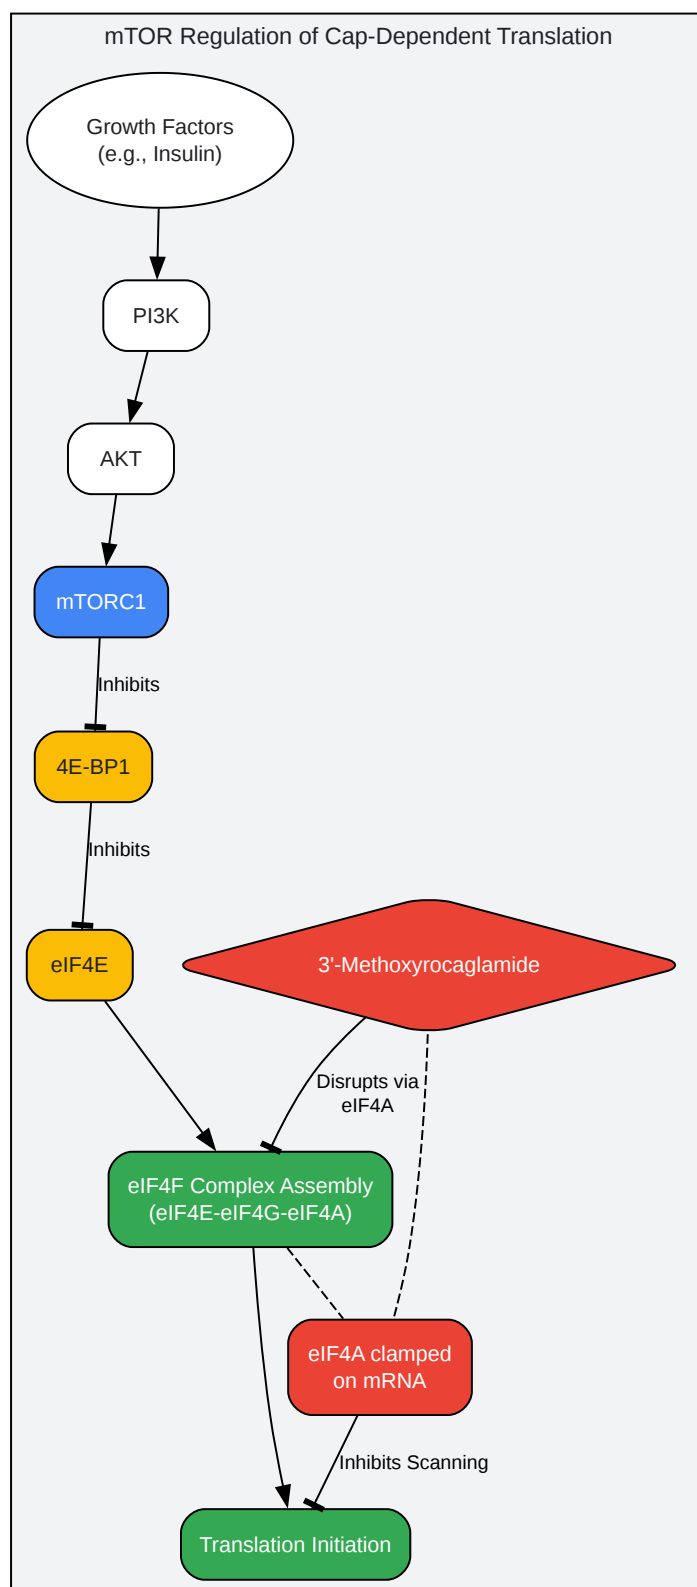 mTOR Regulation of Cap-Dependent Translation
Growth Factors
(e.g., Insulin)
PI3K
AKT
mTORC1
Inhibits
4E-BP1
Inhibits
eIF4E
3'-Methoxyrocaglamide
Disrupts via
eIF4A
eIF4F Complex Assembly
(eIF4E-eIF4G-eIF4A)
eIF4A clamped
on mRNA
Inhibits Scanning
Translation Initiation